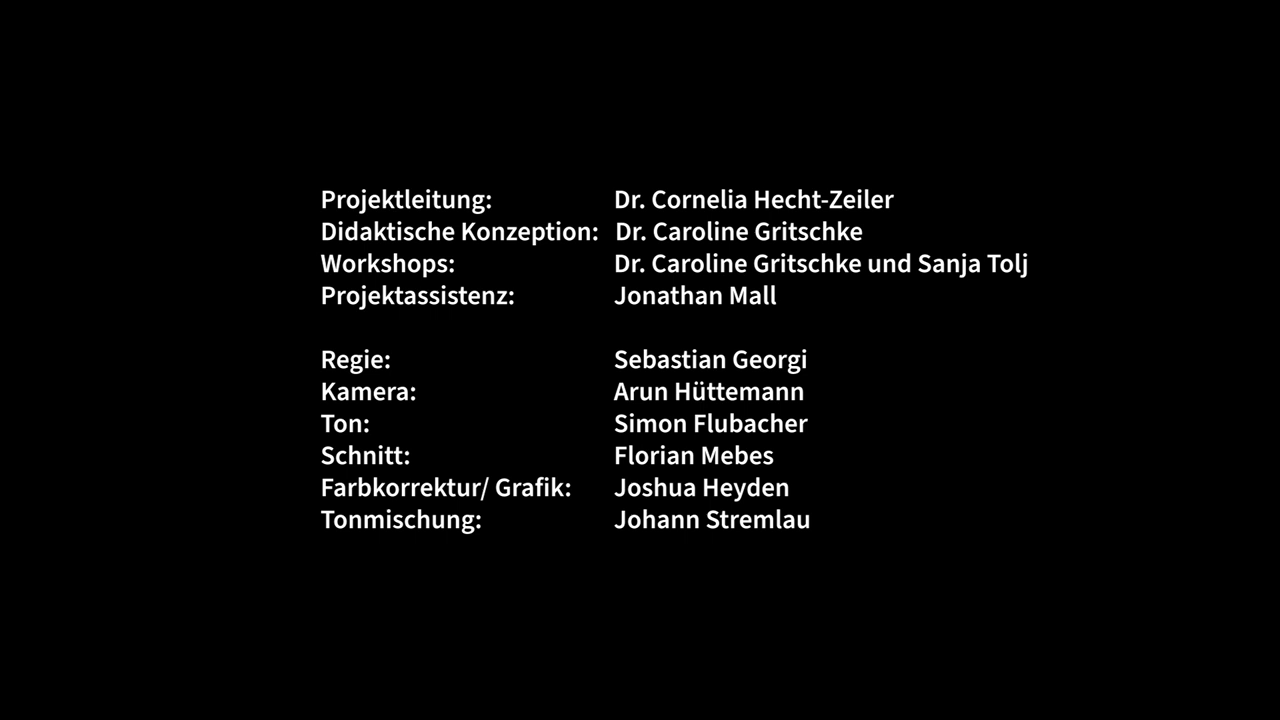 Projektleitung: Dr. Cornelia Hecht-Zeiler
Didaktische Konzeption: Dr. Caroline Gritschke
Workshops: Dr. Caroline Gritschke und Sanja Tolj
Projektassistenz: Jonathan Mall
Regie: Sebastian Georgi
Kamera: Arun Hüttemann
Ton: Simon Flubacher
Schnitt: Florian Mebes
Farbkorrektur/ Grafik: Joshua Heyden
Tonmischung: Johann Stremlau